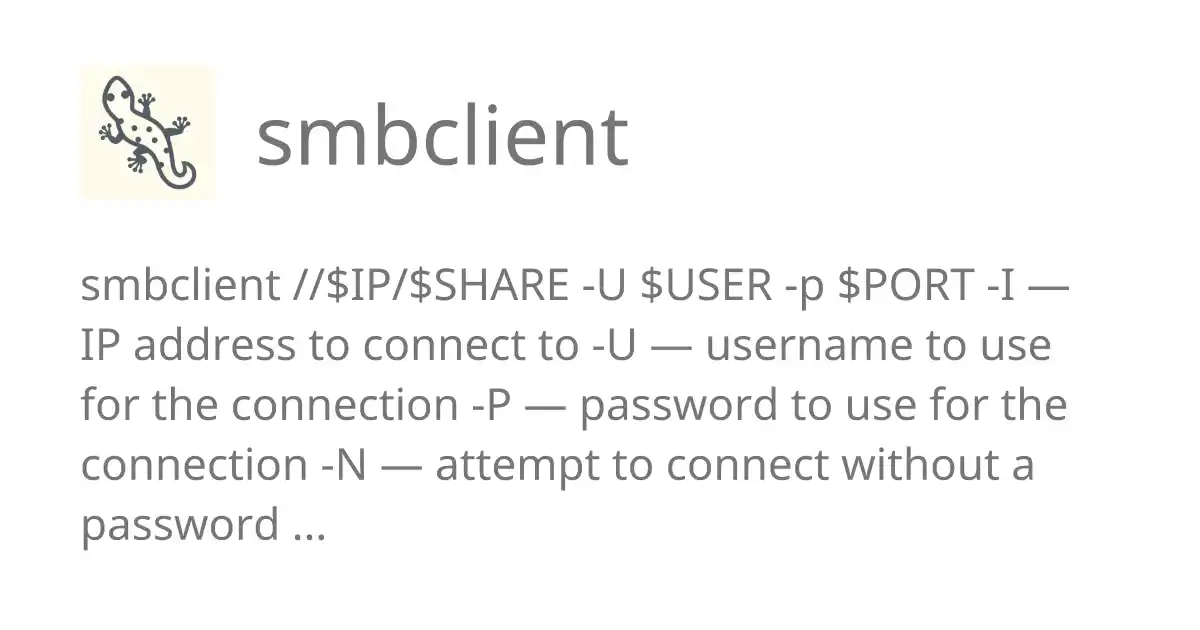 smbclient
smbclient //$IP/$SHARE -U $USER -p $PORT -I —
IP address to connect to -U — username to use
for the connection -P — password to use for the
connection -N — attempt to connect without a
password ...